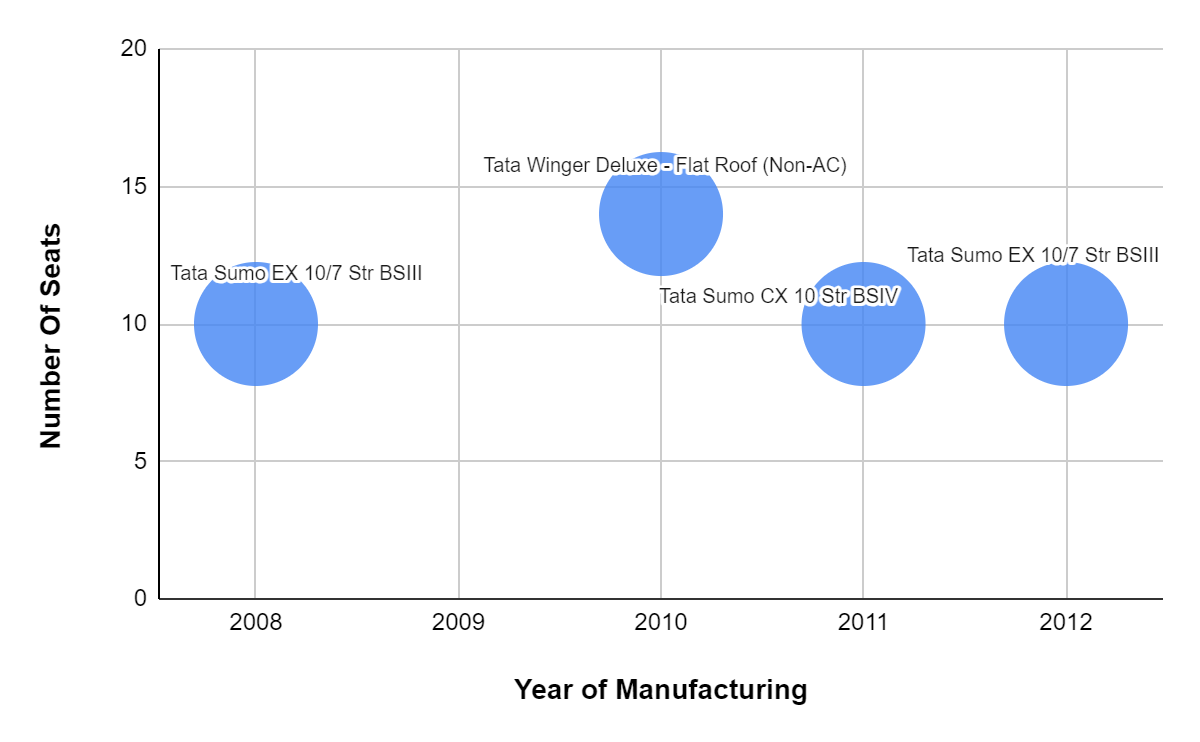 20
Tata Winger Deluxe - Flat Roof (Non-AC)
15
Tata Sumo EX 10/7 Str BSIII
Tata Sumo EX 10/7 Str BSIII
Tata Sumo CX 10 Str BSIV
10
5
0
Number Of Seats
2008 2009 2010 2011 2012
Year of Manufacturing